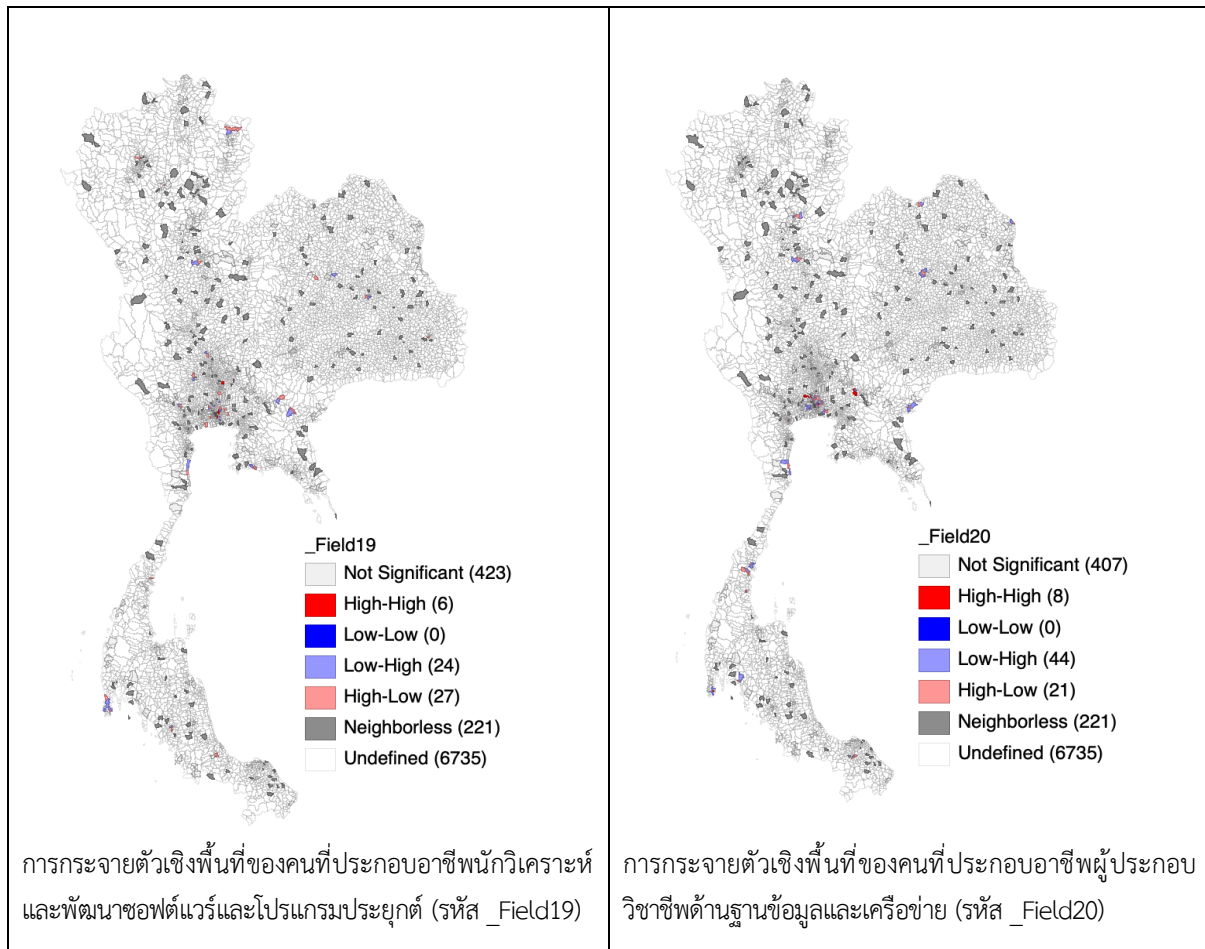 _Field19
Not Significant (423)
High-High (6)
Low-Low (0)
Low-High (24)
High-Low (27)
Neighborless (221)
Undefined (6735)
การกระจายตัวเชิงพื้นที่ของคนที่ประกอบอาชีพนักวิเคราะห์
และพัฒนาซอฟต์แวร์และโปรแกรมประยุกต์ (รหัส _Field19)
_Field20
Not Significant (407)
High-High (8)
Low-Low (0)
Low-High (44)
High-Low (21)
Neighborless (221)
Undefined (6735)
การกระจายตัวเชิงพื้นที่ของคนที่ประกอบอาชีพผู้ประกอบ
วิชาชีพด้านฐานข้อมูลและเครือข่าย (รหัส _Field20)